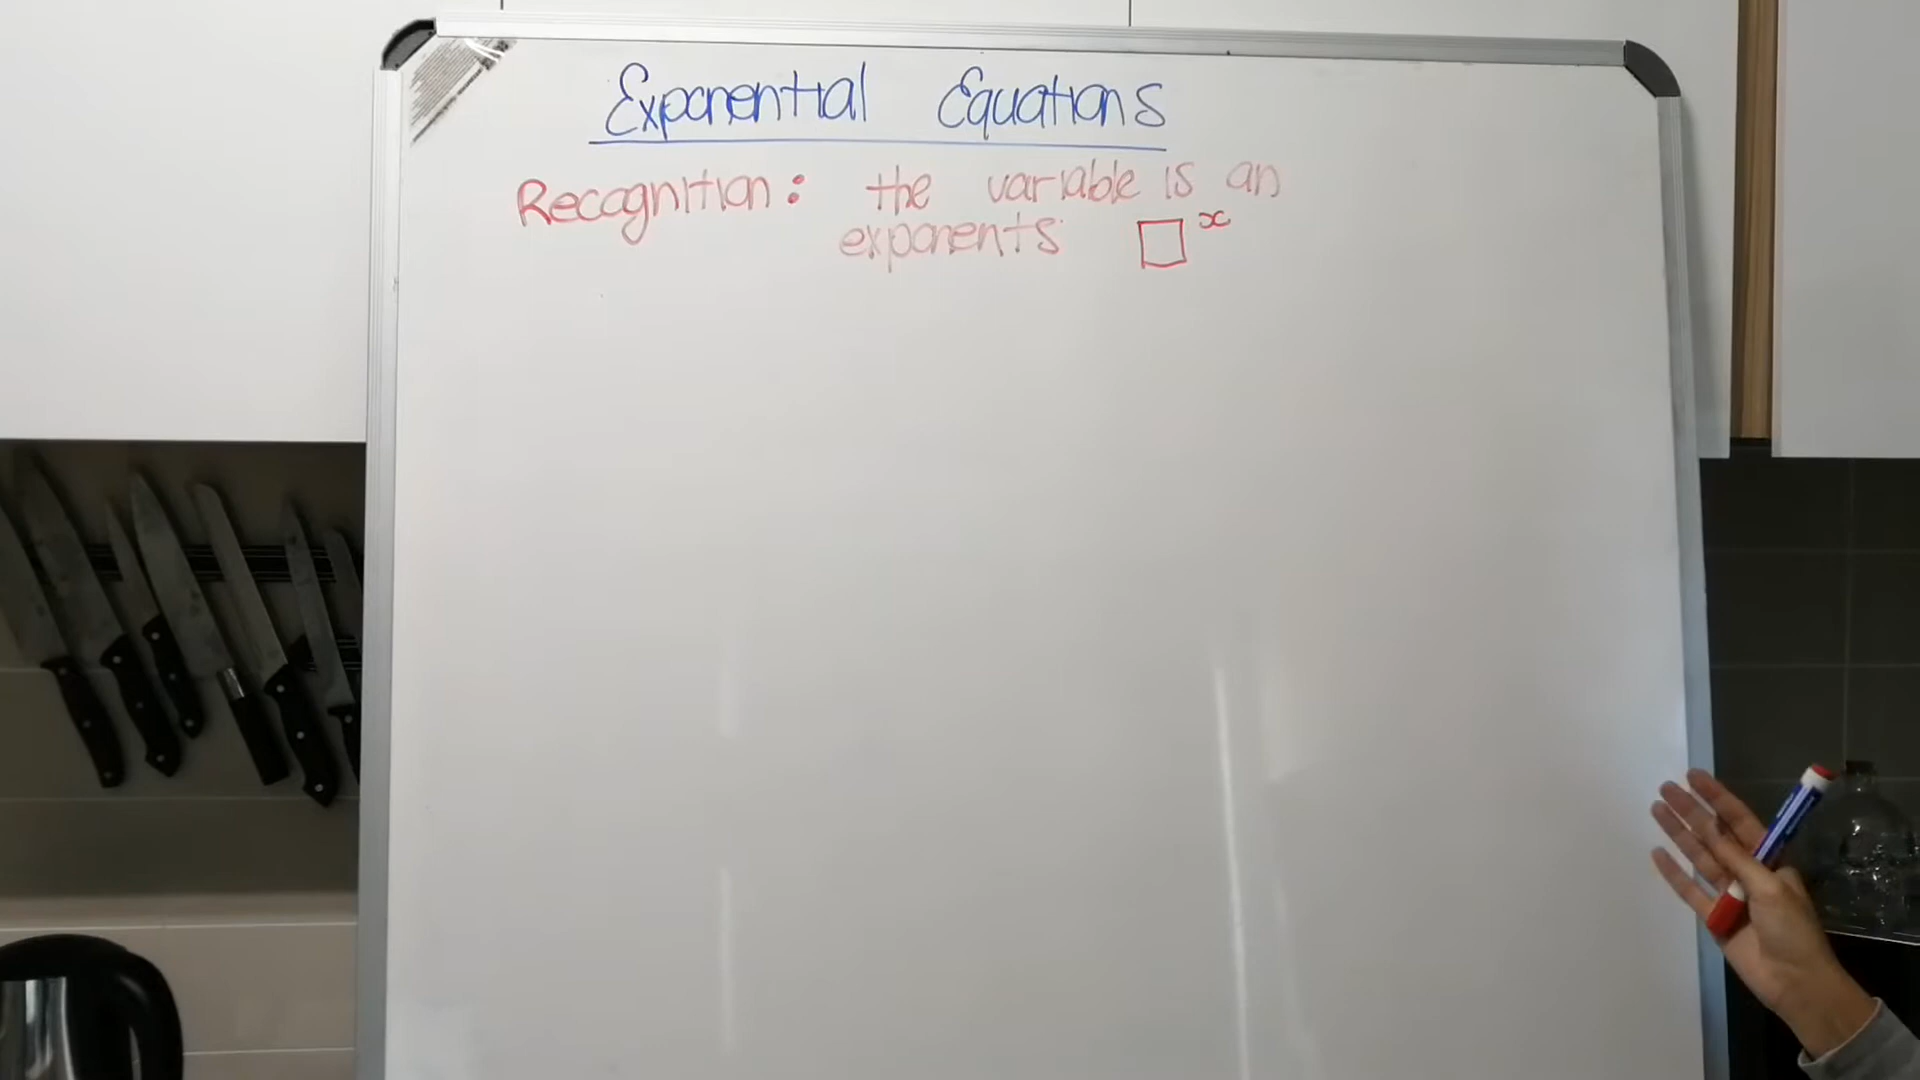 Exponential Equations
Recognition: the variable is an
exponents □ˣ